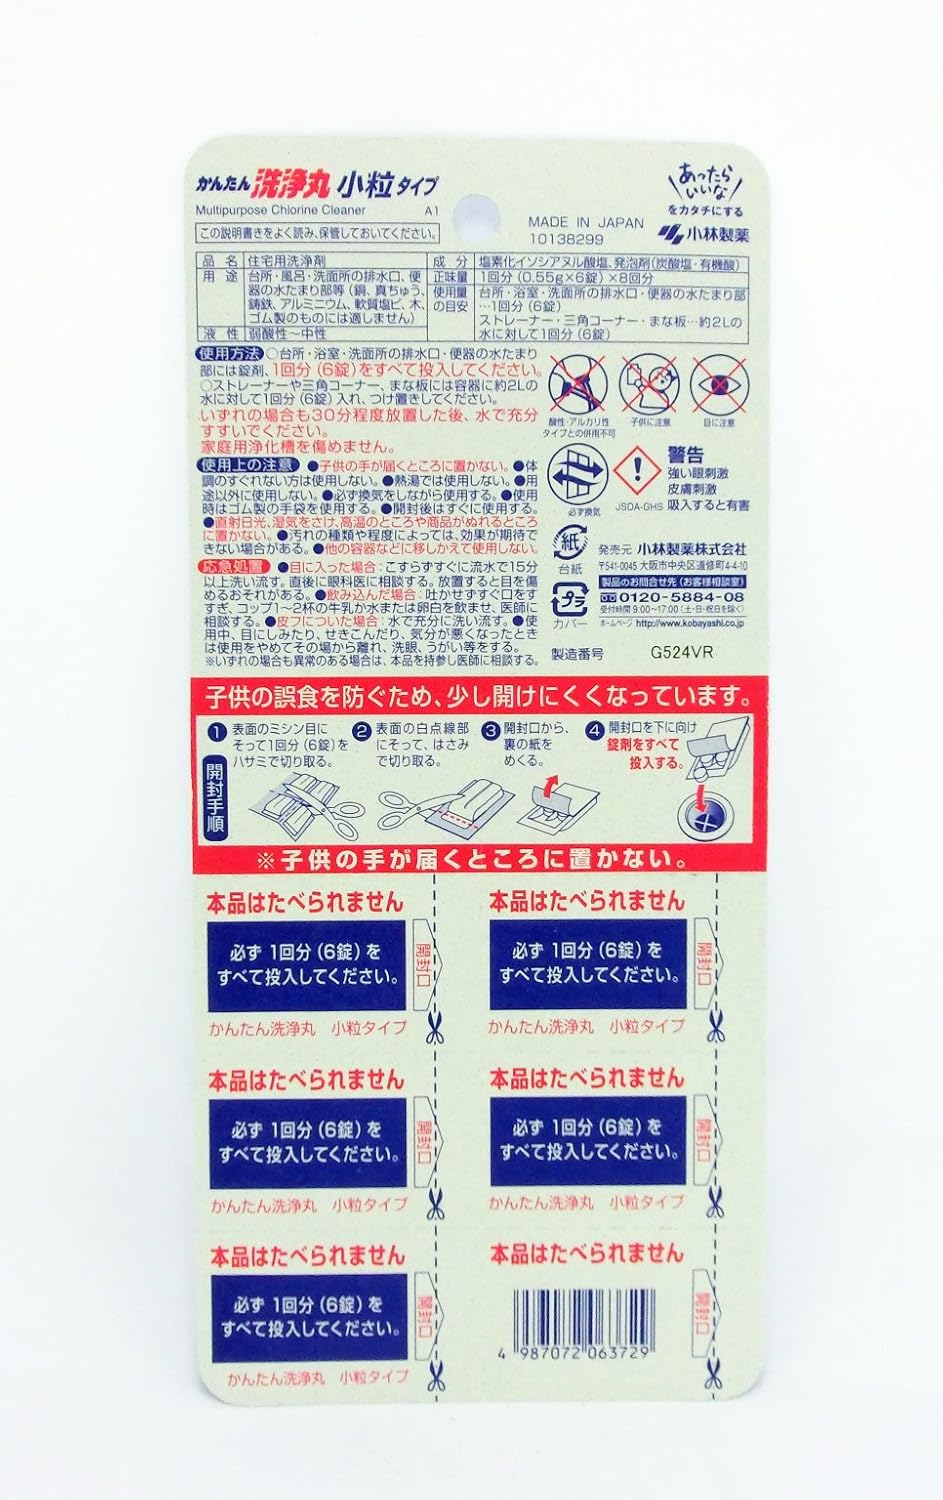 かんたん 洗浄丸 小粒タイプ
Multipurpose Chlorine Cleaner A1
この説明書きをよく読み、保管しておいてください。
MADE IN JAPAN
10138299
あったら
いいな
をカタチにする
小林製薬
品名 住宅用洗浄剤
用途 台所・風呂・洗面所の排水口、便
器の水たまり部等（銅、真ちゅう、
鋳鉄、アルミニウム、軟質塩ビ、木、
ゴム製のものには適しません）
液性 弱酸性～中性
成分 塩素化イソシアヌル酸塩、発泡剤（炭酸塩・有機酸）
正味量 1回分（0.55g×6錠）×8回分
使用量の目安 台所・浴室・洗面所の排水口・便器の水たまり部
…1回分（6錠）
ストレーナー・三角コーナー・まな板…約2Lの
水に対して1回分（6錠）
使用方法 ○台所・浴室・洗面所の排水口・便器の水たまり
部には錠剤、1回分（6錠）をすべて投入してください。
○ストレーナーや三角コーナー、まな板には容器に約2Lの
水に対して1回分（6錠）入れ、つけ置きしてください。
いずれの場合も30分程度放置した後、水で充分
すすいでください。
家庭用浄化槽を傷めません。
使用上の注意 ●子供の手が届くところに置かない。●体
調のすぐれない方は使用しない。●熱湯では使用しない。●用
途以外に使用しない。●必ず換気をしながら使用する。●使用
時はゴム製の手袋を使用する。●開封後はすぐに使用する。
●直射日光、湿気をさけ、高温のところや商品がぬれるところ
に置かない。●汚れの種類や程度によっては、効果が期待で
きない場合がある。●他の容器などに移しかえて使用しない。
応急処置 ●目に入った場合：こすらずすぐに流水で15分
以上洗い流す。直後に眼科医に相談する。放置すると目を傷
めるおそれがある。●飲み込んだ場合：吐かせずすぐ口をす
すぎ、コップ1～2杯の牛乳か水または卵白を飲ませ、医師に
相談する。●皮フについた場合：水で充分に洗い流す。●使
用中、目にしみたり、せきこんだり、気分が悪くなったときは
使用をやめてその場から離れ、洗眼、うがい等をする。
※いずれの場合も異常のある場合は、本品を持参し医師に相談する。
酸性・アルカリ性
タイプとの併用不可
子供に注意
目に注意
必ず換気
JSDA-GHS
警告
強い眼刺激
皮膚刺激
吸入すると有害
紙
台紙
プラ
カバー
発売元 小林製薬株式会社
〒541-0045 大阪市中央区道修町4-4-10
製品のお問合せ先（お客様相談室）
0120-5884-08
受付時間 9:00～17:00（土・日・祝日を除く）
ホームページ http://www.kobayashi.co.jp
製造番号 G524VR
子供の誤食を防ぐため、少し開けにくくなっています。
開封手順
1 表面のミシン目に
そって1回分（6錠）を
ハサミで切り取る。
2 表面の白点線部
にそって、はさみ
で切り取る。
3 開封口から、
裏の紙を
めくる。
4 開封口を下に向け
錠剤をすべて
投入する。
※子供の手が届くところに置かない。
本品はたべられません
必ず 1回分（6錠）を
すべて投入してください。
開封口
かんたん洗浄丸 小粒タイプ
本品はたべられません
必ず 1回分（6錠）を
すべて投入してください。
開封口
かんたん洗浄丸 小粒タイプ
本品はたべられません
必ず 1回分（6錠）を
すべて投入してください。
開封口
かんたん洗浄丸 小粒タイプ
本品はたべられません
必ず 1回分（6錠）を
すべて投入してください。
開封口
かんたん洗浄丸 小粒タイプ
本品はたべられません
必ず 1回分（6錠）を
すべて投入してください。
開封口
かんたん洗浄丸 小粒タイプ
本品はたべられません
開封口
4 987072 063729